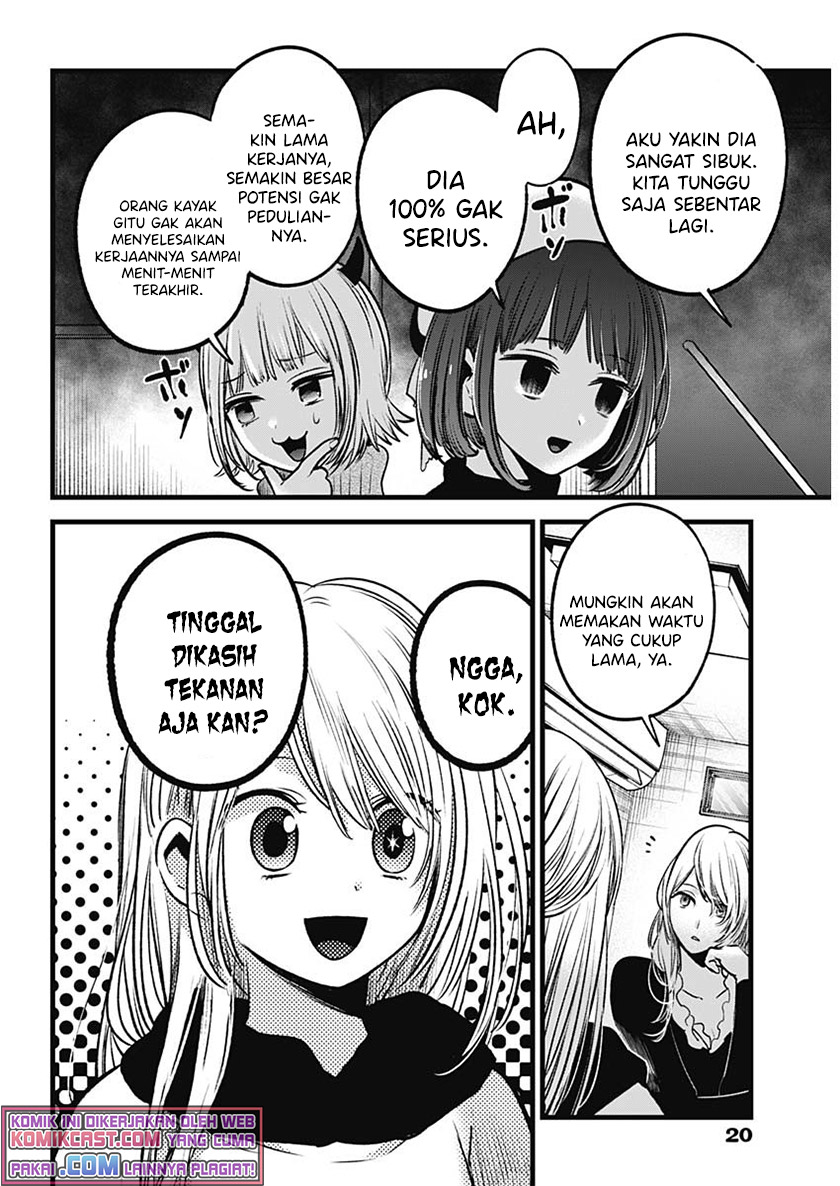 AKU YAKIN DIA
SANGAT SIBUK.
KITA TUNGGU
SAJA SEBENTAR
LAGI.
AH,
DIA
100% GAK
SERIUS.
SEMA-
KIN LAMA
KERJANYA,
SEMAKIN BESAR
POTENSI GAK
PEDULIAN-
NYA.
ORANG KAYAK
GITU GAK AKAN
MENYELESAIKAN
KERJAANNYA SAMPAI
MENIT-MENIT
TERAKHIR.
ボソッ
ボソッ
MUNGKIN AKAN
MEMAKAN WAKTU
YANG CUKUP
LAMA, YA.
NGGA,
KOK.
TINGGAL
DIKASIH
TEKANAN
AJA KAN?
KOMIK INI DIKERJAKAN OLEH WEB
KOMIKCAST.COM YANG CUMA
PAKAI .COM LAINNYA PLAGIAT!
20